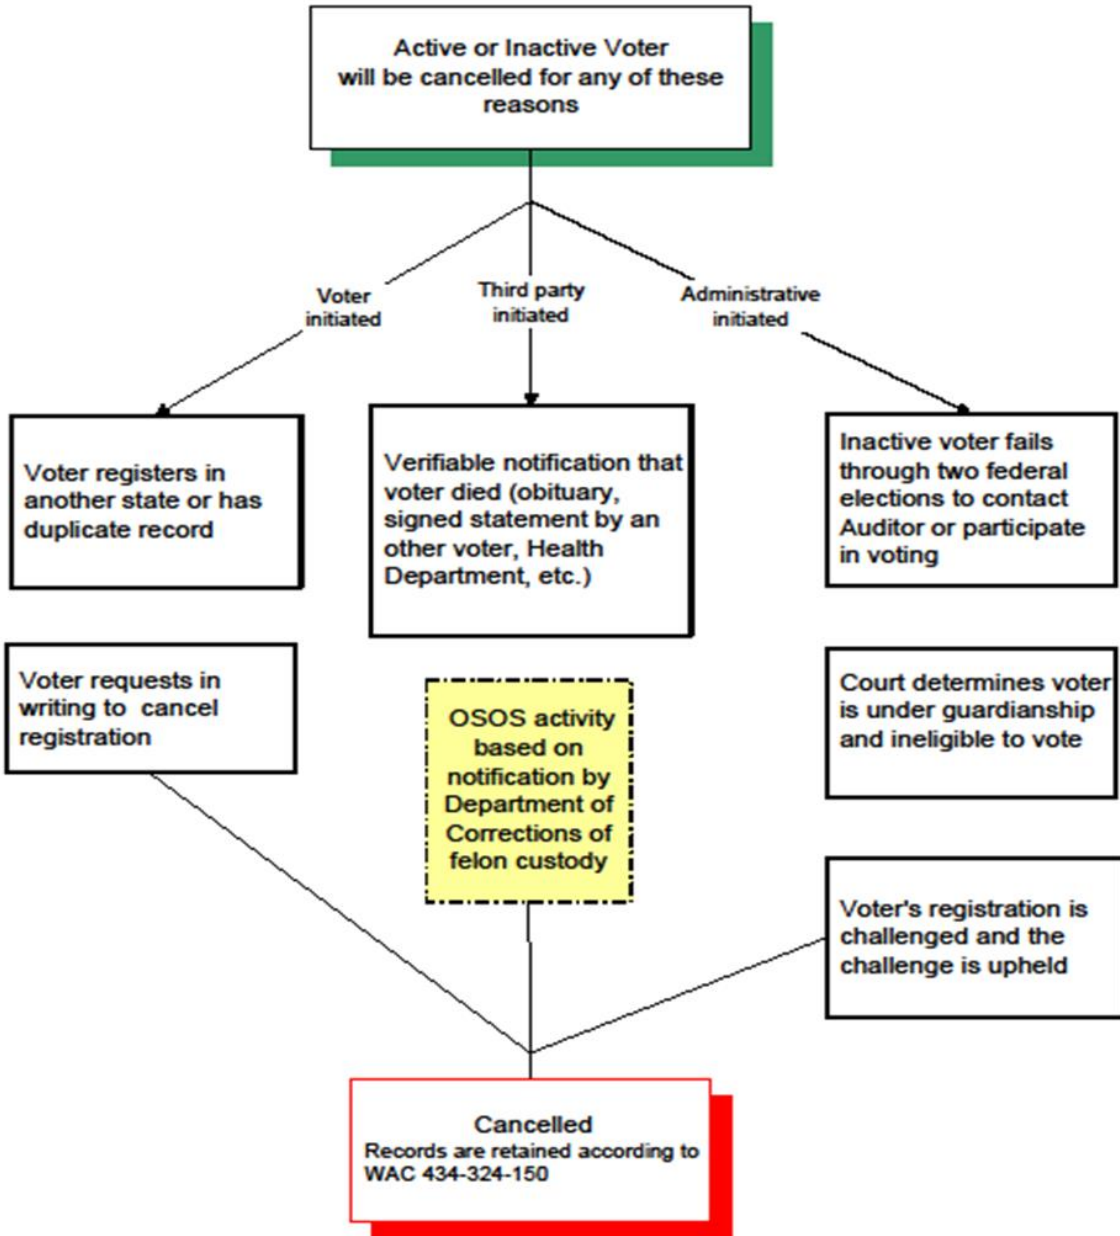 Active or Inactive Voter
will be cancelled for any of these
reasons
Voter
initiated
Third party
initiated
Administrative
initiated
Voter registers in
another state or has
duplicate record
Verifiable notification that
voter died (obituary,
signed statement by an
other voter, Health
Department, etc.)
Inactive voter fails
through two federal
elections to contact
Auditor or participate
in voting
Voter requests in
writing to cancel
registration
OSOS activity
based on
notification by
Department of
Corrections of
felon custody
Court determines voter
is under guardianship
and ineligible to vote
Voter's registration is
challenged and the
challenge is upheld
Cancelled
Records are retained according to
WAC 434-324-150